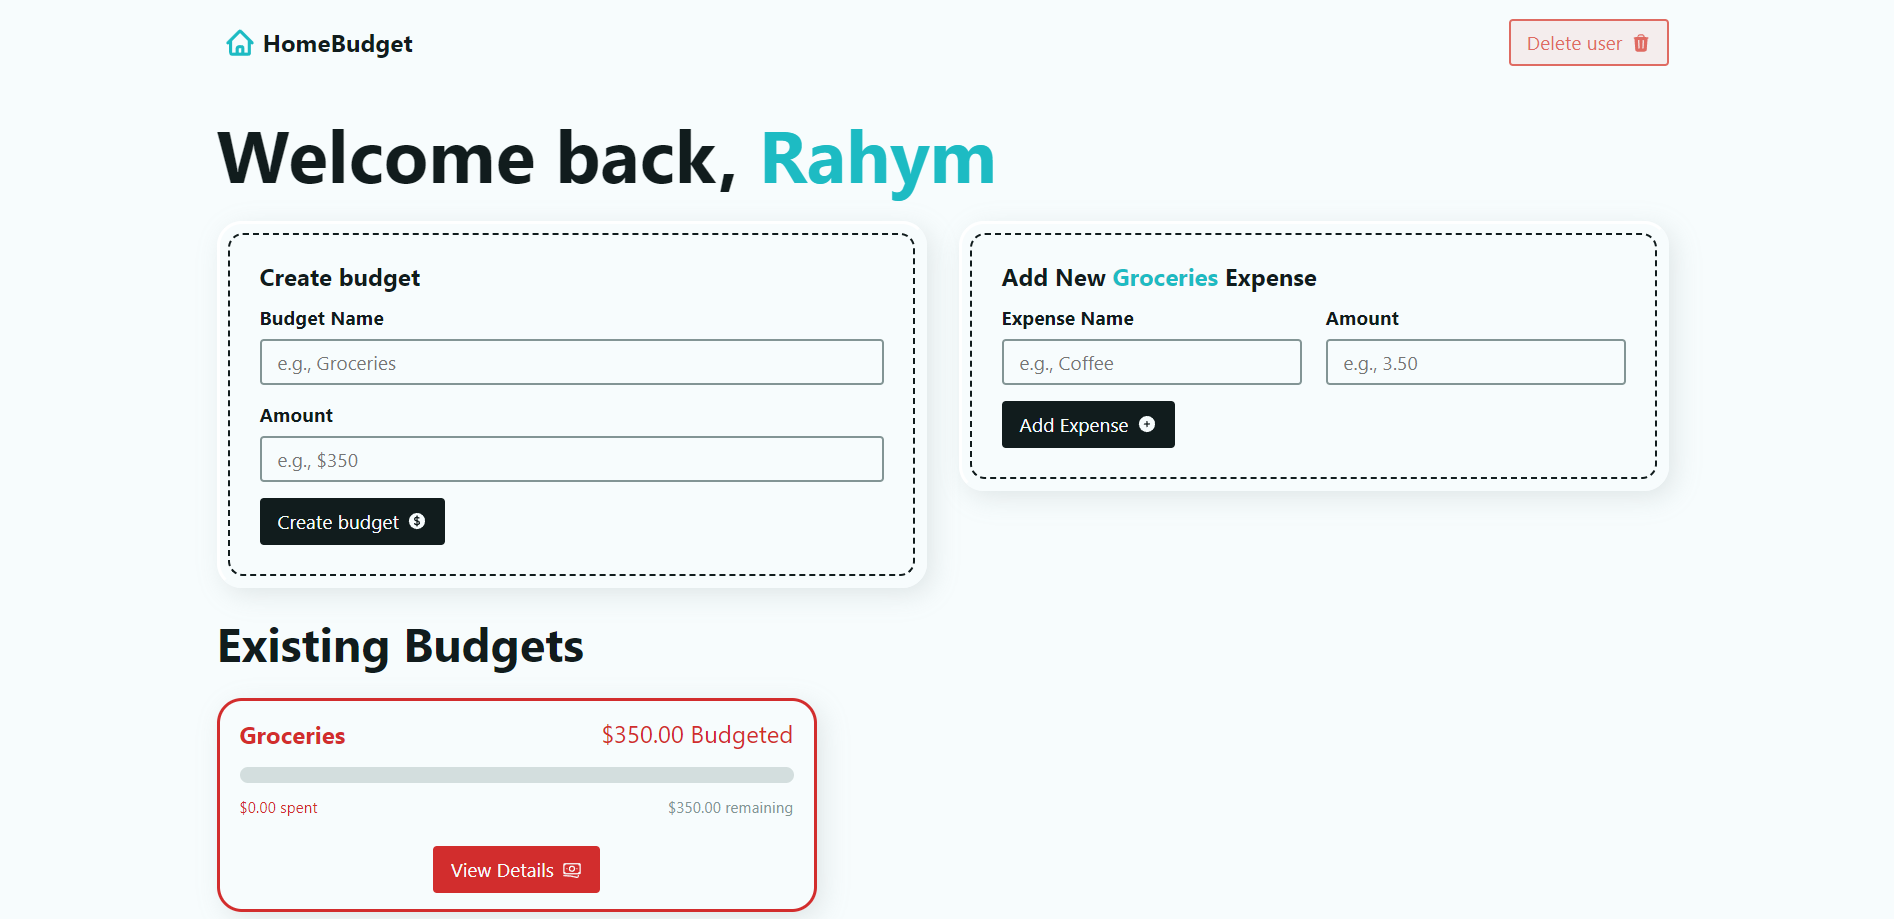 HomeBudget
Delete user
Welcome back, Rahym
Create budget
Budget Name
e.g., Groceries
Amount
e.g., $350
Create budget
Add New Groceries Expense
Expense Name
Amount
e.g., Coffee
e.g., 3.50
Add Expense
Existing Budgets
Groceries
$350.00 Budgeted
$0.00 spent
$350.00 remaining
View Details